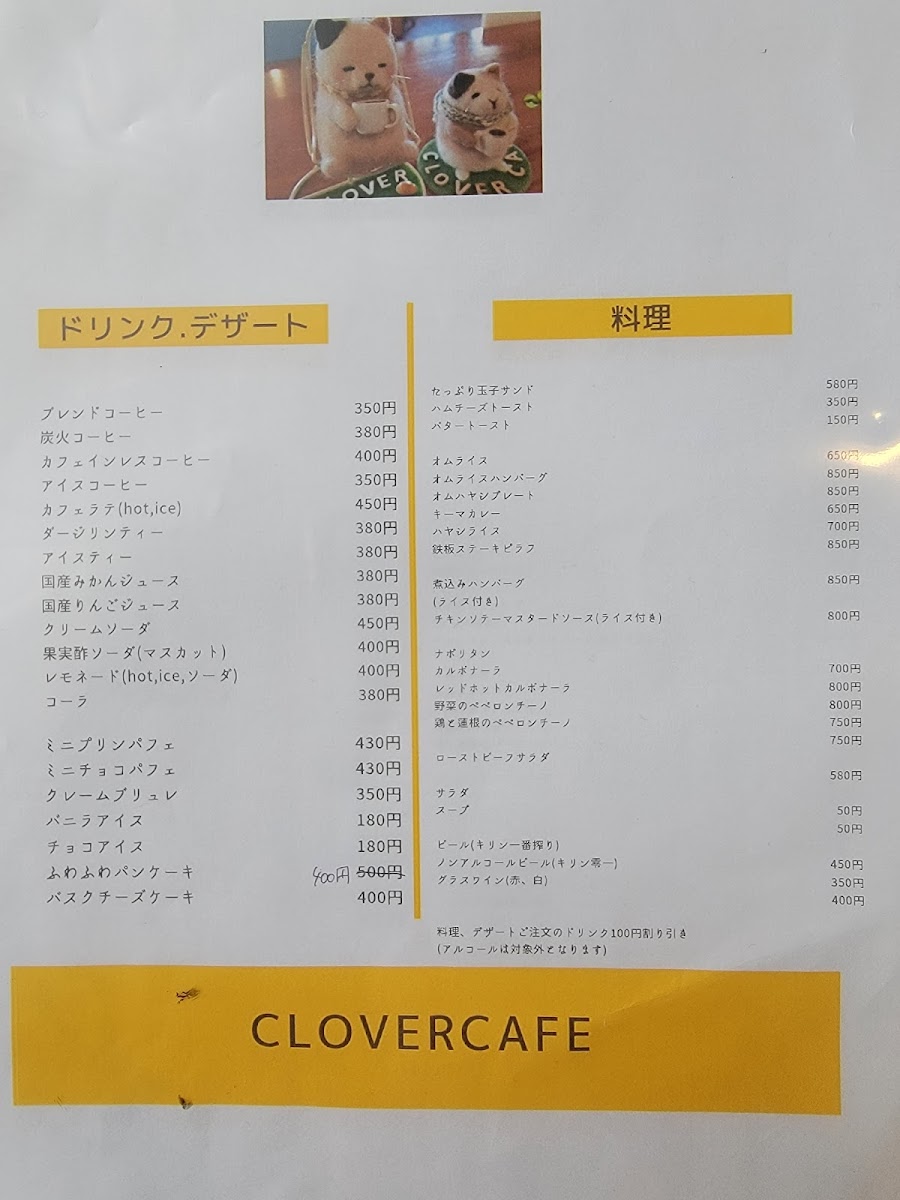 CLOVER
CLOVER CA
ドリンク.デザート
ブレンドコーヒー 350円
炭火コーヒー 380円
カフェインレスコーヒー 400円
アイスコーヒー 350円
カフェラテ(hot,ice) 450円
ダージリンティー 380円
アイスティー 380円
国産みかんジュース 380円
国産りんごジュース 380円
クリームソーダ 450円
果実酢ソーダ(マスカット) 400円
レモネード(hot,ice,ソーダ) 400円
コーラ 380円
ミニプリンパフェ 430円
ミニチョコパフェ 430円
クレームブリュレ 350円
バニラアイス 180円
チョコアイス 180円
ふわふわパンケーキ 400円 500円
バスクチーズケーキ 400円
料理
たっぷり玉子サンド 580円
ハムチーズトースト 350円
バタートースト 150円
オムライス 650円
オムライスハンバーグ 850円
オムハヤシプレート 850円
キーマカレー 650円
ハヤシライス 700円
鉄板ステーキピラフ 850円
煮込みハンバーグ 850円
(ライス付き)
チキンソテーマスタードソース(ライス付き) 800円
ナポリタン 700円
カルボナーラ 800円
レッドホットカルボナーラ 800円
野菜のペペロンチーノ 750円
鶏と蓮根のペペロンチーノ 750円
ローストビーフサラダ 580円
サラダ 50円
スープ 50円
ビール(キリン一番搾り) 450円
ノンアルコールビール(キリン零一) 350円
グラスワイン(赤、白) 400円
料理、デザートご注文のドリンク100円割り引き
(アルコールは対象外となります)
CLOVERCAFE